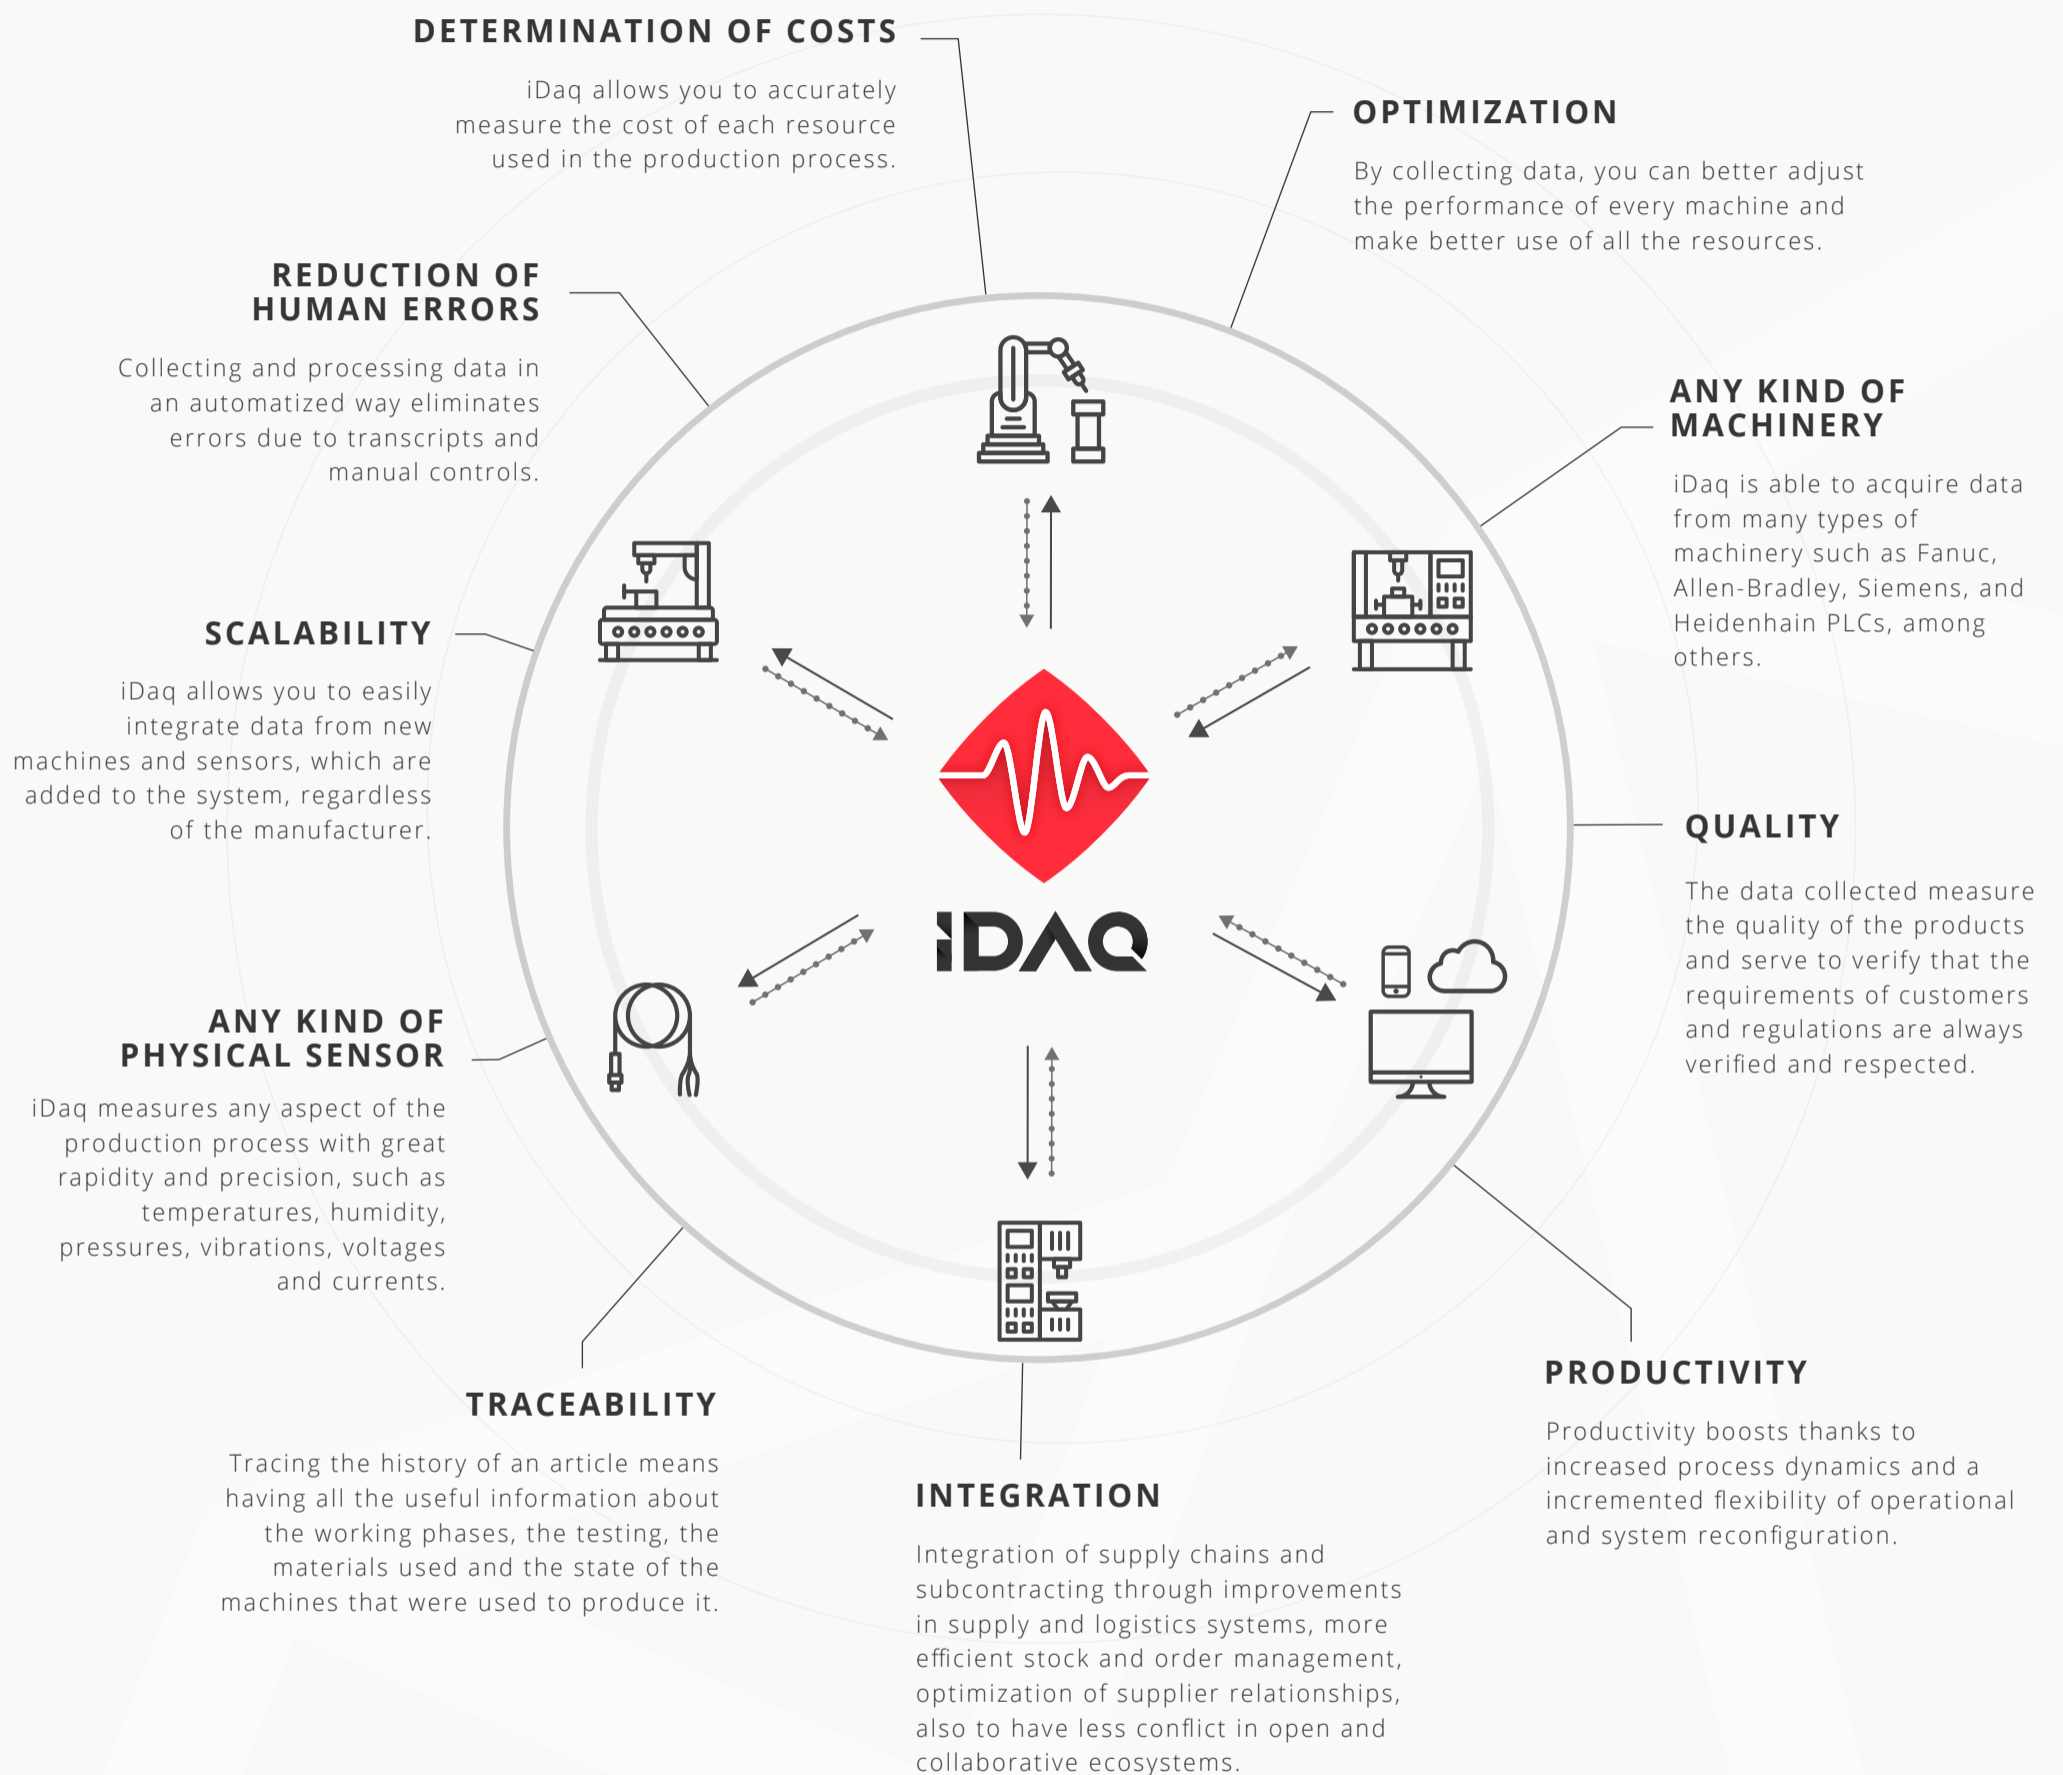 DETERMINATION OF COSTS
iDaq allows you to accurately
measure the cost of each resource
used in the production process.
OPTIMIZATION
By collecting data, you can better adjust
the performance of every machine and
make better use of all the resources.
REDUCTION OF
HUMAN ERRORS
Collecting and processing data in
an automatized way eliminates
errors due to transcripts and
manual controls.
ANY KIND OF
MACHINERY
iDaq is able to acquire data
from many types of
machinery such as Fanuc,
Allen-Bradley, Siemens, and
Heidenhain PLCs, among
others.
SCALABILITY
iDaq allows you to easily
integrate data from new
machines and sensors, which are
added to the system, regardless
of the manufacturer.
iDAQ
QUALITY
The data collected measure
the quality of the products
and serve to verify that the
requirements of customers
and regulations are always
verified and respected.
ANY KIND OF
PHYSICAL SENSOR
iDaq measures any aspect of the
production process with great
rapidity and precision, such as
temperatures, humidity,
pressures, vibrations, voltages
and currents.
PRODUCTIVITY
Productivity boosts thanks to
increased process dynamics and a
incremented flexibility of operational
and system reconfiguration.
TRACEABILITY
Tracing the history of an article means
having all the useful information about
the working phases, the testing, the
materials used and the state of the
machines that were used to produce it.
INTEGRATION
Integration of supply chains and
subcontracting through improvements
in supply and logistics systems, more
efficient stock and order management,
optimization of supplier relationships,
also to have less conflict in open and
collaborative ecosystems.